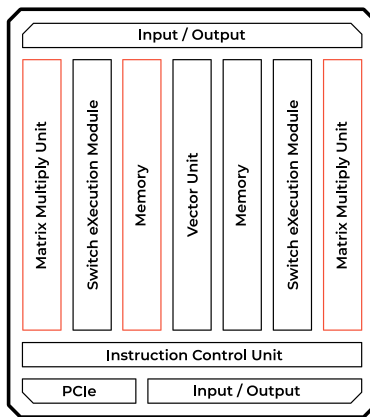 Input / Output
Matrix Multiply Unit
Switch eXecution Module
Memory
Vector Unit
Memory
Switch eXecution Module
Matrix Multiply Unit
Instruction Control Unit
PCIe
Input / Output